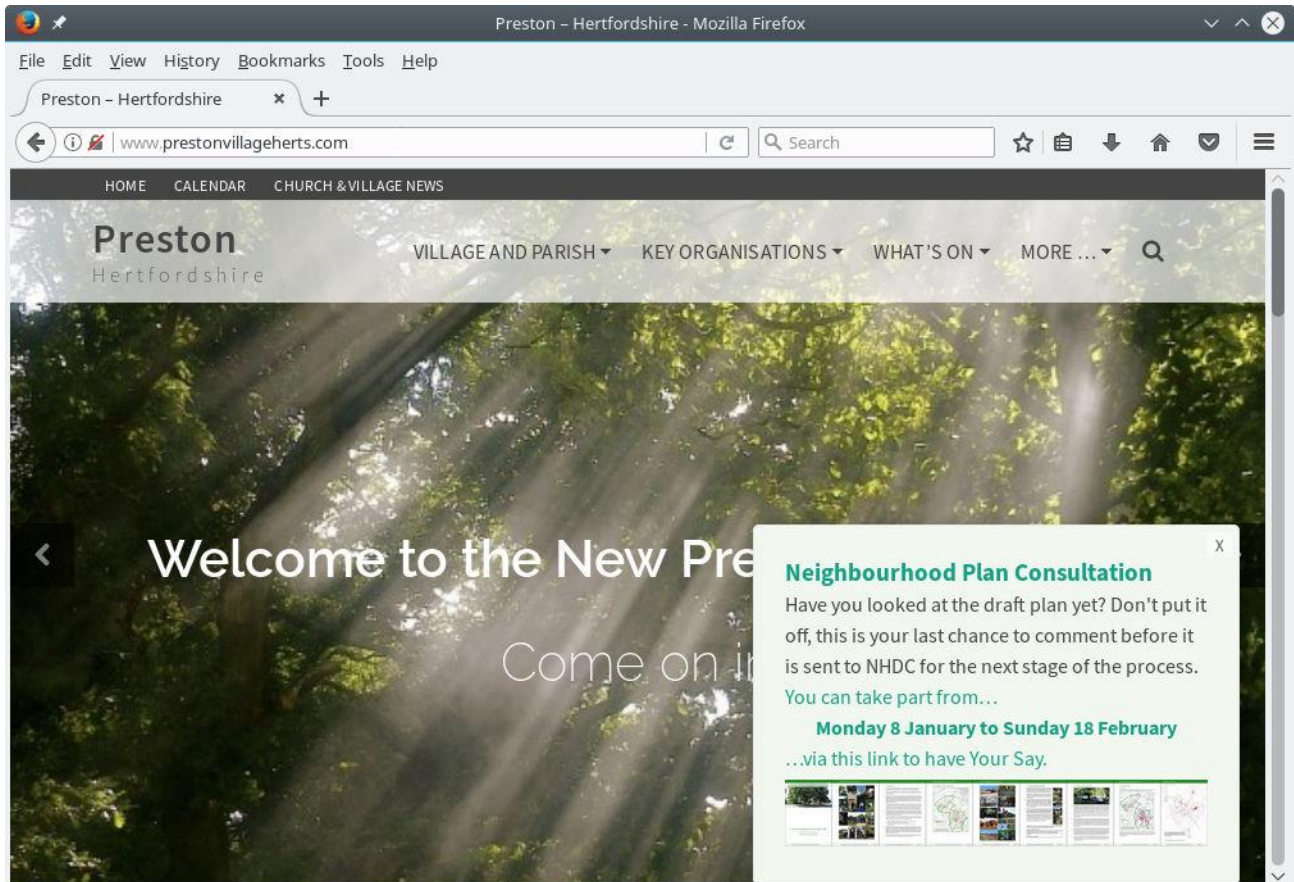 Preston – Hertfordshire - Mozilla Firefox
File Edit View History Bookmarks Tools Help
Preston – Hertfordshire
www.prestonvillageherts.com
Search
HOME CALENDAR CHURCH & VILLAGE NEWS
Preston
Hertfordshire
VILLAGE AND PARISH KEY ORGANISATIONS WHAT'S ON MORE ...
Welcome to the New Pre
Come on i
X
Neighbourhood Plan Consultation
Have you looked at the draft plan yet? Don't put it
off, this is your last chance to comment before it
is sent to NHDC for the next stage of the process.
You can take part from…
Monday 8 January to Sunday 18 February
…via this link to have Your Say.